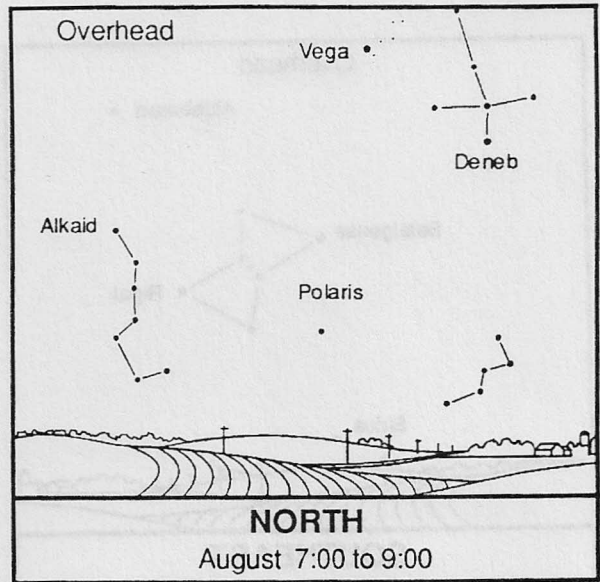 Overhead
Vega
Deneb
Alkaid
Polaris
NORTH
August 7:00 to 9:00